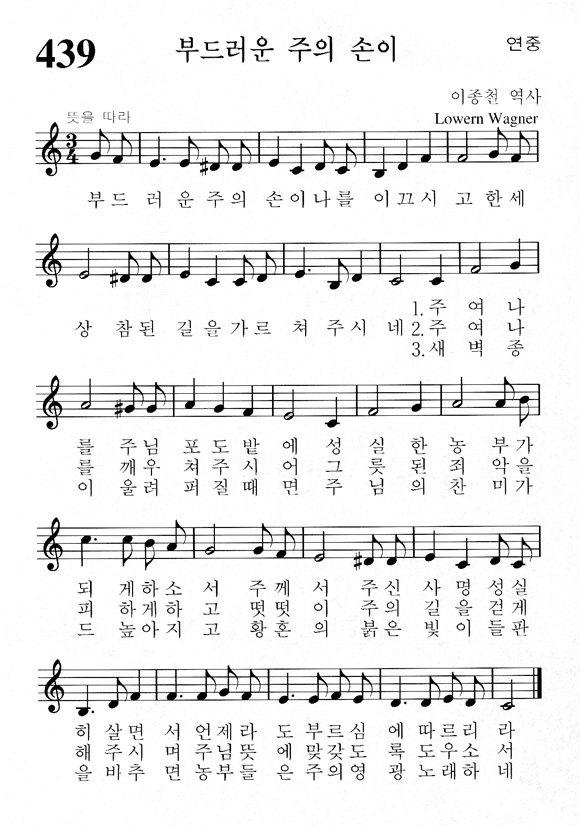 439 부드러운 주의 손이 연중
이종철 역사
뜻을 따라 Lowern Wagner
3
4
부드 러운주의 손이나를 이끄시 고한세
1.주 여나
상 참된 길을가르 쳐 주시 네2.주 여나
3.새 벽종
를 주님 포도밭 에성 실한농부가
를 깨우 쳐주시 어그 릇된죄악을
이 울려 퍼질때 면주 님의찬미가
되 게하소 서 주께 서 주신 사명성실
피 하게하 고 떳떳 이 주의 길을걷게
드 높아지 고 황혼 의 붉은 빛이들판
히 살면 서언제라 도부르심 에따르리 라
해 주시 며주님뜻 에맞갖도 록도우소 서
을바추 면농부들 은주의영 광노래하 네